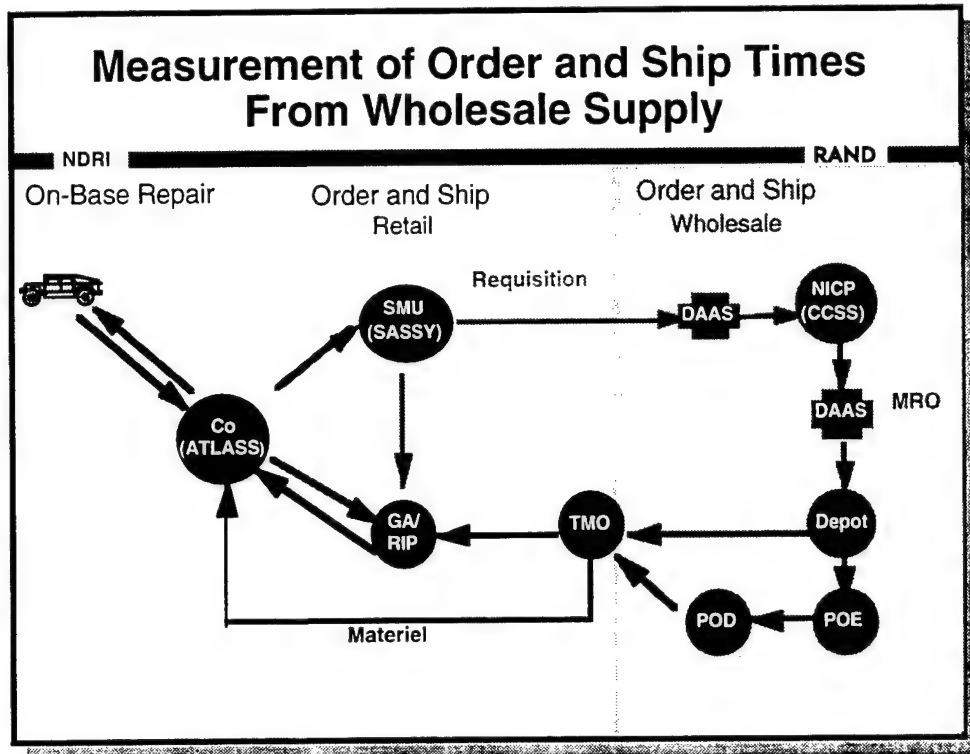 Measurement of Order and Ship Times
From Wholesale Supply
NDRI
RAND
On-Base Repair
Order and Ship
Retail
Order and Ship
Wholesale
Requisition
SMU
(SASSY)
DAAS
NICP
(CCSS)
DAAS
MRO
Co
(ATLASS)
GA/
RIP
TMO
Depot
POD
POE
Materiel